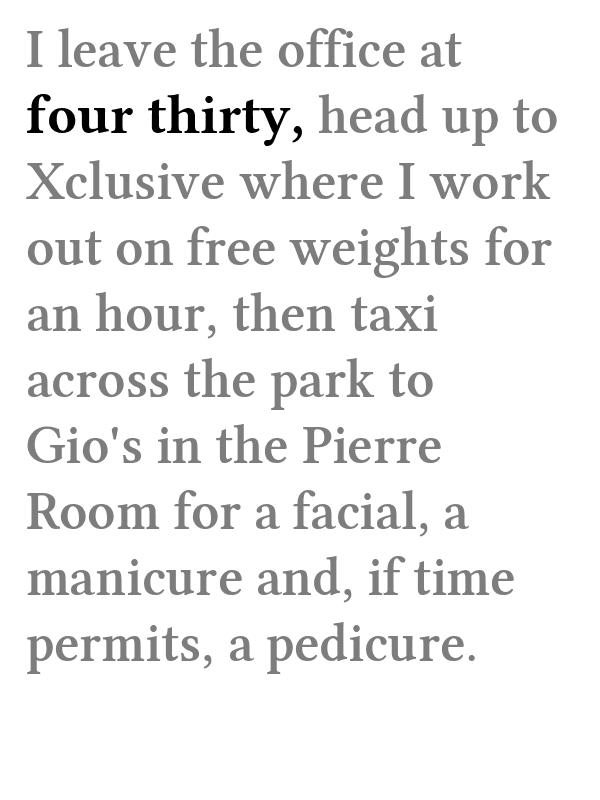 I leave the office at
four thirty, head up to
Xclusive where I work
out on free weights for
an hour, then taxi
across the park to
Gio's in the Pierre
Room for a facial, a
manicure and, if time
permits, a pedicure.